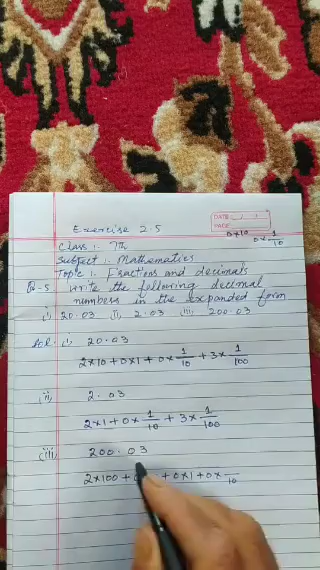 Exercise 2.5
DATE: / /
PAGE
0×10 0×1/10
Class :- 7th
Subject :- Mathematics
Topic :- Fractions and decimals
Q-5 Write the following decimal
numbers in the expanded form
(i) 20.03 (ii) 2.03 (iii) 200.03
Sol. (i) 20.03
2×10+0×1+0×1/10+3×1/100
(ii) 2.03
2×1+0×1/10+3×1/100
(iii) 200.03
2×100+0 +0×1+0×/10